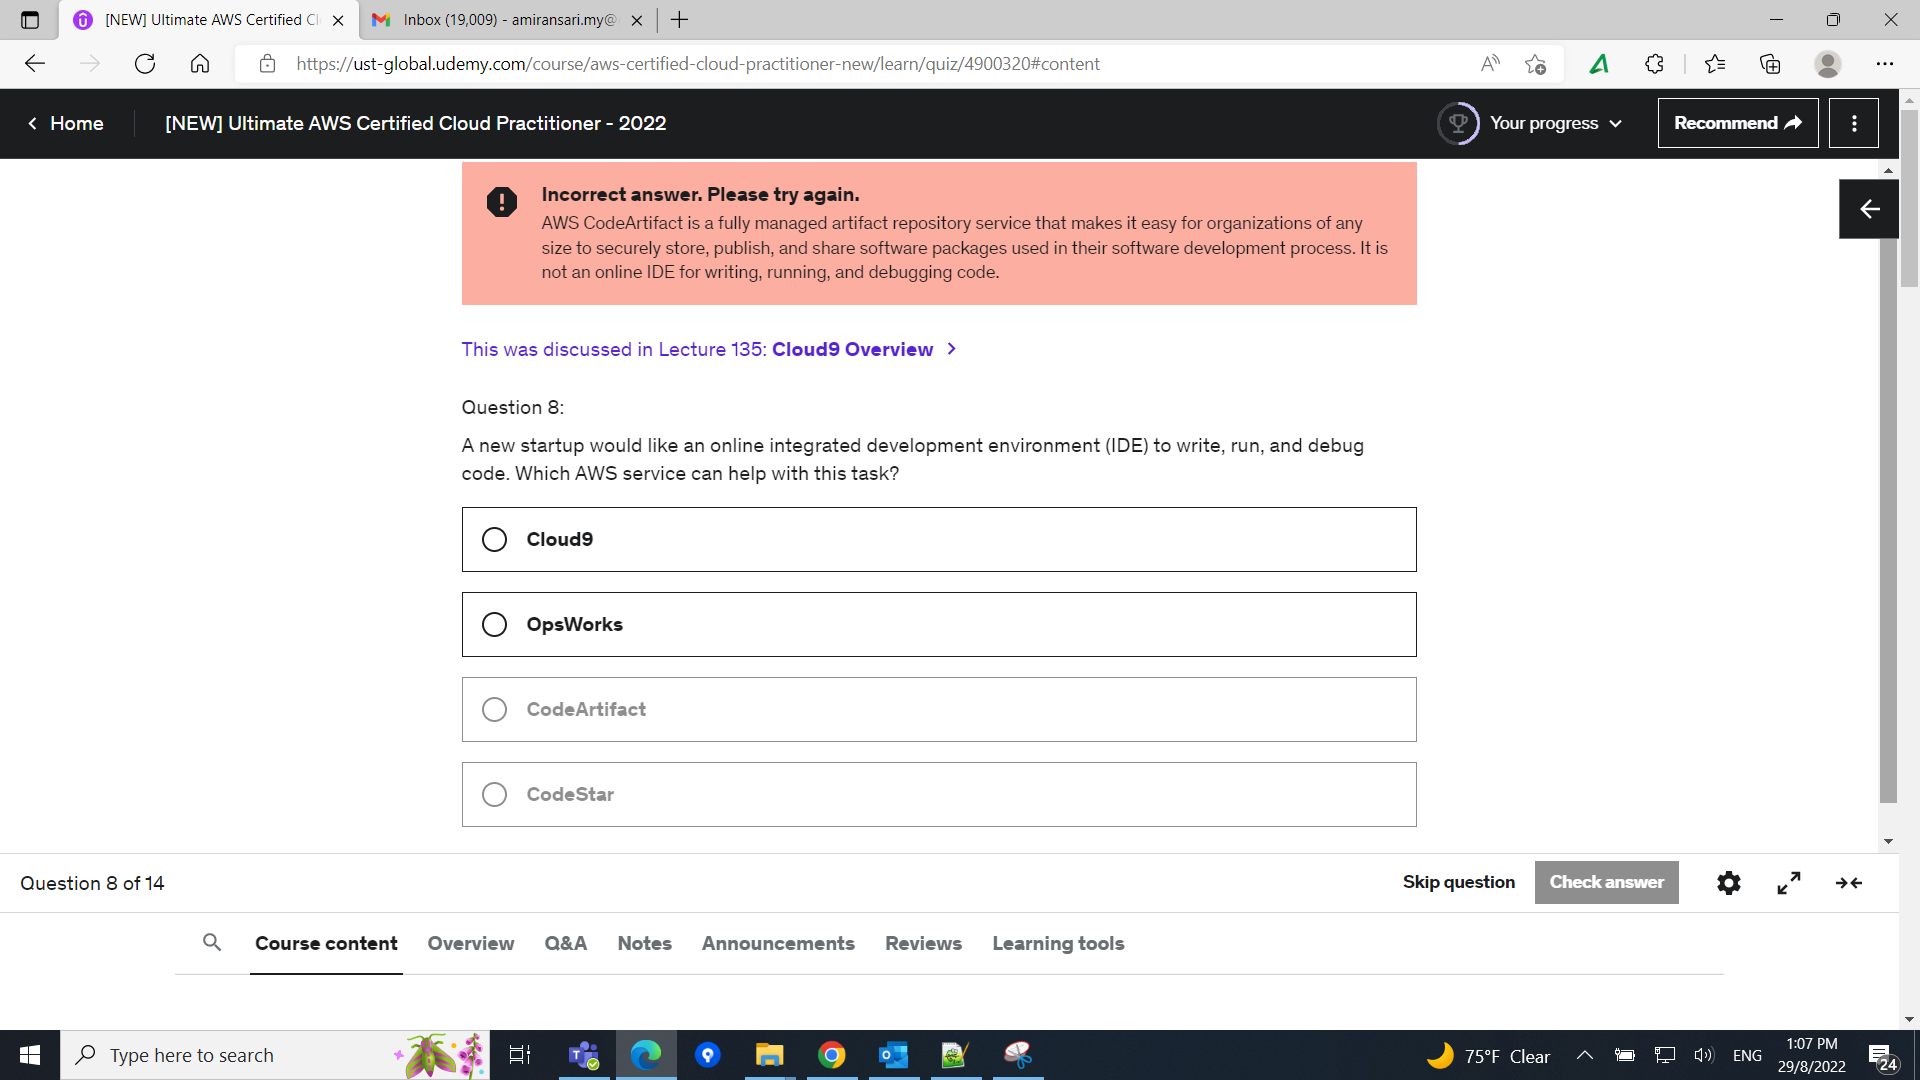 [NEW] Ultimate AWS Certified Cl
Inbox (19,009) - amiransari.my@
https://ust-global.udemy.com/course/aws-certified-cloud-practitioner-new/learn/quiz/4900320#content
Home
[NEW] Ultimate AWS Certified Cloud Practitioner - 2022
Your progress
Recommend
Incorrect answer. Please try again.
AWS CodeArtifact is a fully managed artifact repository service that makes it easy for organizations of any
size to securely store, publish, and share software packages used in their software development process. It is
not an online IDE for writing, running, and debugging code.
This was discussed in Lecture 135: Cloud9 Overview
Question 8:
A new startup would like an online integrated development environment (IDE) to write, run, and debug
code. Which AWS service can help with this task?
Cloud9
OpsWorks
CodeArtifact
CodeStar
Question 8 of 14
Skip question
Check answer
Course content
Overview
Q&A
Notes
Announcements
Reviews
Learning tools
Type here to search
75°F Clear
ENG
1:07 PM
29/8/2022
24